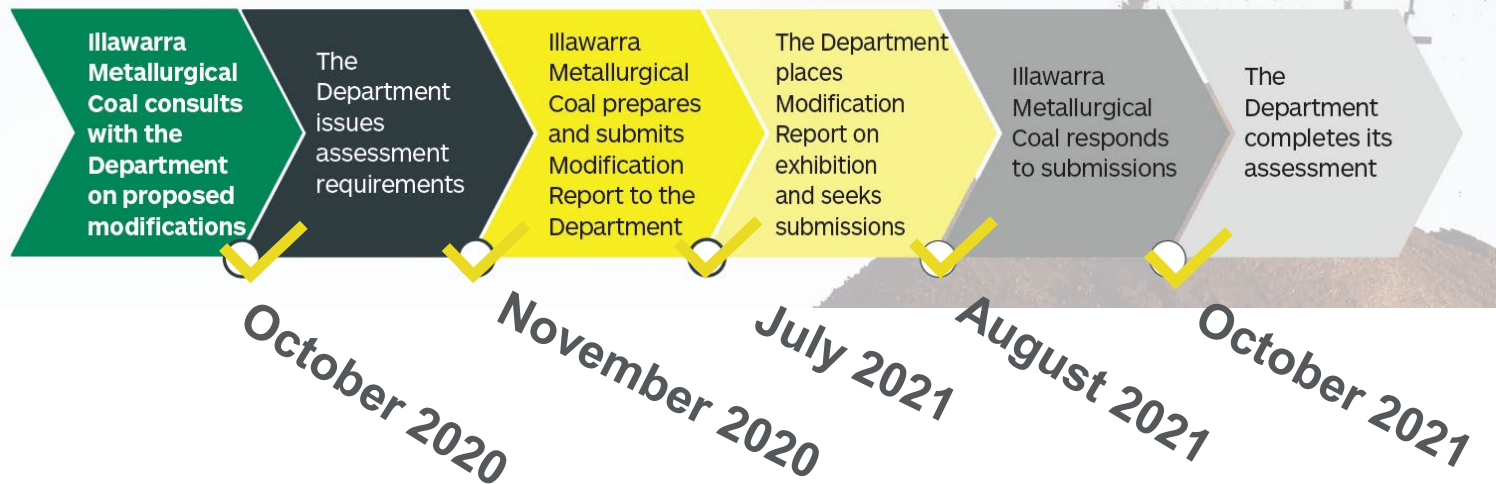 Illawarra
Metallurgical
Coal consults
with the
Department
on proposed
modifications
The
Department
issues
assessment
requirements
Illawarra
Metallurgical
Coal prepares
and submits
Modification
Report to the
Department
The Department
places
Modification
Report on
exhibition
and seeks
submissions
Illawarra
Metallurgical
Coal responds
to submissions
The
Department
completes its
assessment
October 2020
November 2020
July 2021
August 2021
October 2021